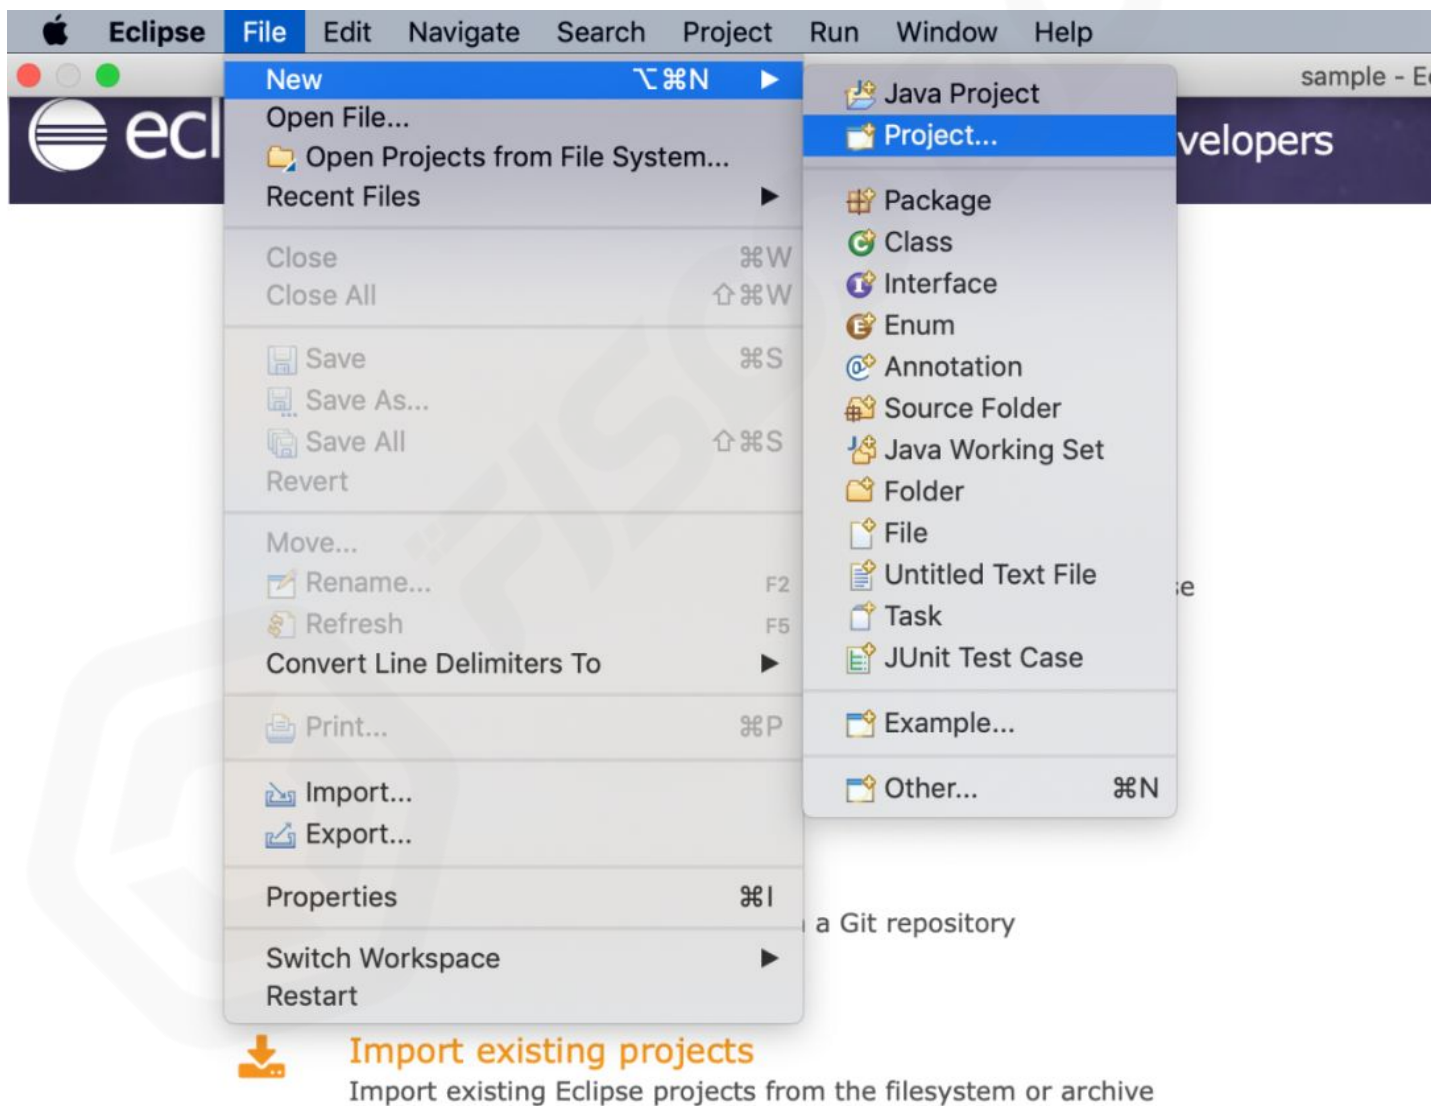 Eclipse File Edit Navigate Search Project Run Window Help
sample - Ec
ecl
velopers
New ⌥⌘N ▶
Open File...
Open Projects from File System...
Recent Files ▶
Close ⌘W
Close All ⇧⌘W
Save ⌘S
Save As...
Save All ⇧⌘S
Revert
Move...
Rename... F2
Refresh F5
Convert Line Delimiters To ▶
Print... ⌘P
Import...
Export...
Properties ⌘I
Switch Workspace ▶
Restart
Java Project
Project...
Package
Class
Interface
Enum
Annotation
Source Folder
Java Working Set
Folder
File
Untitled Text File
Task
JUnit Test Case
Example...
Other... ⌘N
se
a Git repository
Import existing projects
Import existing Eclipse projects from the filesystem or archive